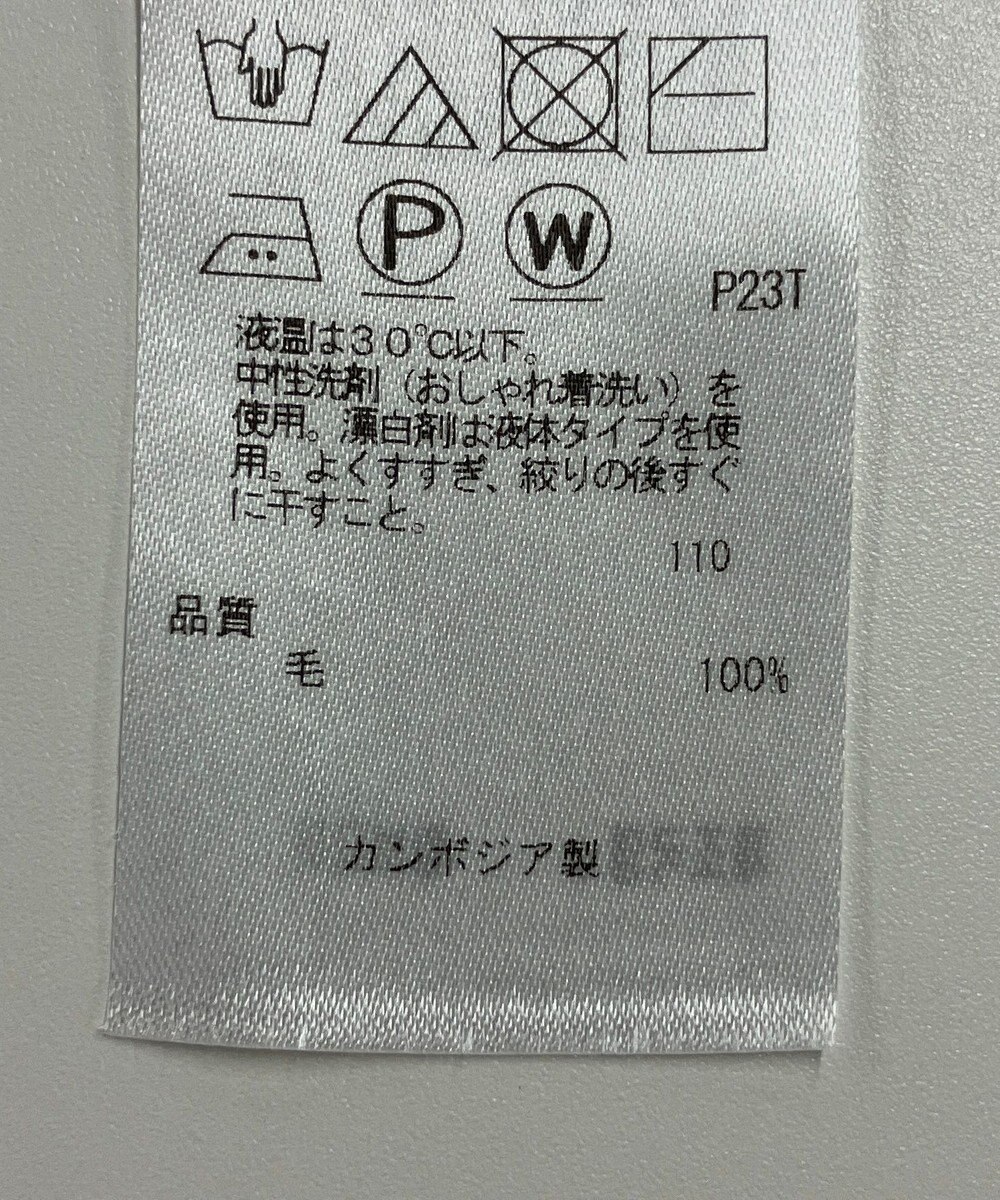 P
W
P23T
液温は30℃以下。
中性洗剤(おしゃれ着洗い)を
使用。漂白剤は液体タイプを使
用。よくすすぎ、絞りの後すぐ
に干すこと。
110
品質
毛 100%
カンボジア製